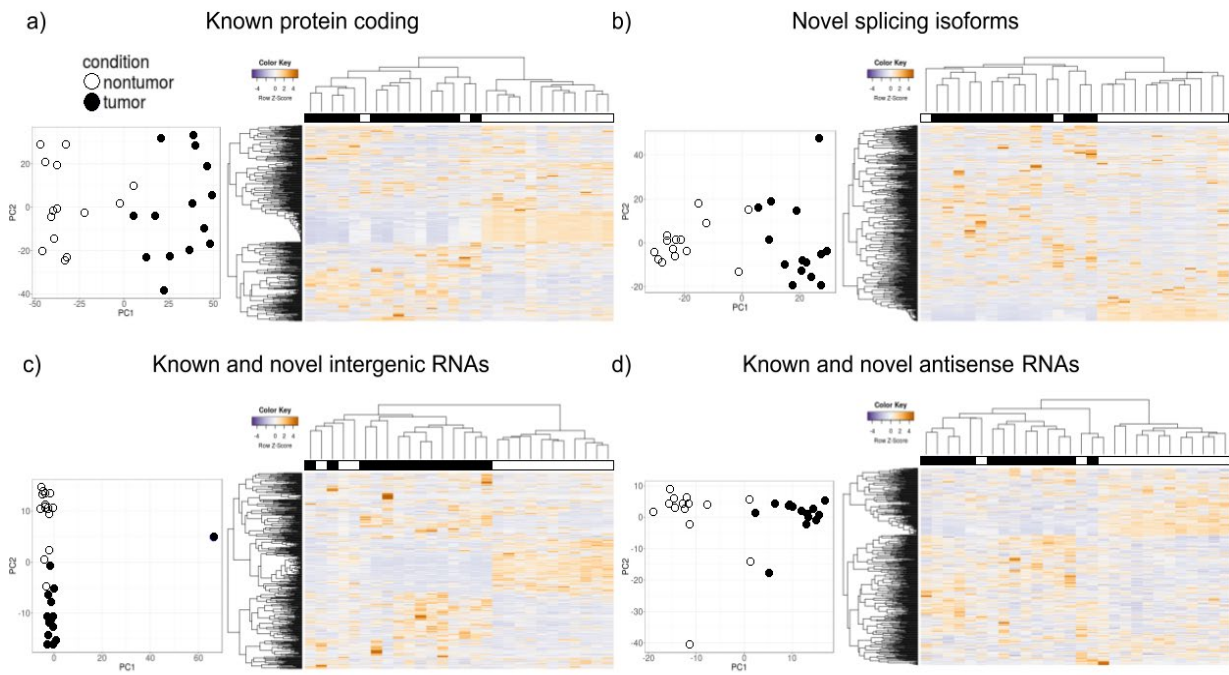 a) Known protein coding
condition
nontumor
tumor
Color Key
-4 0 2 4
Row Z-Score
PC2
20
0
-20
-40
-50 -25 0 25 50
PC1
b) Novel splicing isoforms
Color Key
-4 0 2 4
Row Z-Score
PC2
40
20
0
-20
-20 0 20
PC1
c) Known and novel intergenic RNAs
Color Key
-4 0 2 4
Row Z-Score
PC2
10
0
-10
0 20 40 60
PC1
d) Known and novel antisense RNAs
Color Key
-4 0 2 4
Row Z-Score
PC2
10
0
-10
-20
-30
-40
-20 -10 0 10
PC1